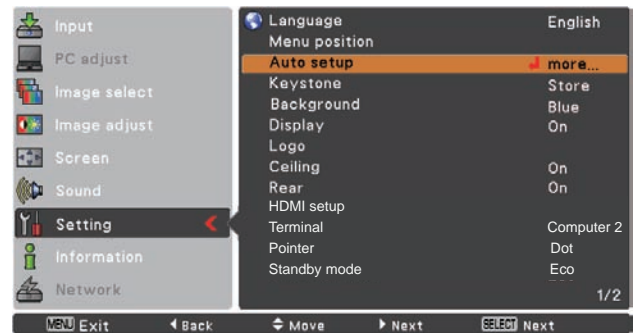 Input
PC adjust
Image select
Image adjust
Screen
Sound
Setting
Information
Network
Language English
Menu position
Auto setup more...
Keystone Store
Background Blue
Display On
Logo
Ceiling On
Rear On
HDMI setup
Terminal Computer 2
Pointer Dot
Standby mode Eco
1/2
MENU Exit Back Move Next SELECT Next